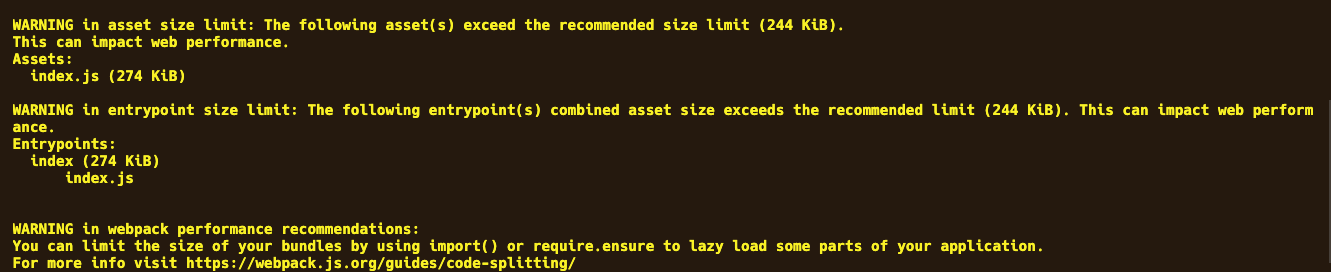 WARNING in asset size limit: The following asset(s) exceed the recommended size limit (244 KiB).
This can impact web performance.
Assets:
  index.js (274 KiB)

WARNING in entrypoint size limit: The following entrypoint(s) combined asset size exceeds the recommended limit (244 KiB). This can impact web perform
ance.
Entrypoints:
  index (274 KiB)
      index.js


WARNING in webpack performance recommendations:
You can limit the size of your bundles by using import() or require.ensure to lazy load some parts of your application.
For more info visit https://webpack.js.org/guides/code-splitting/